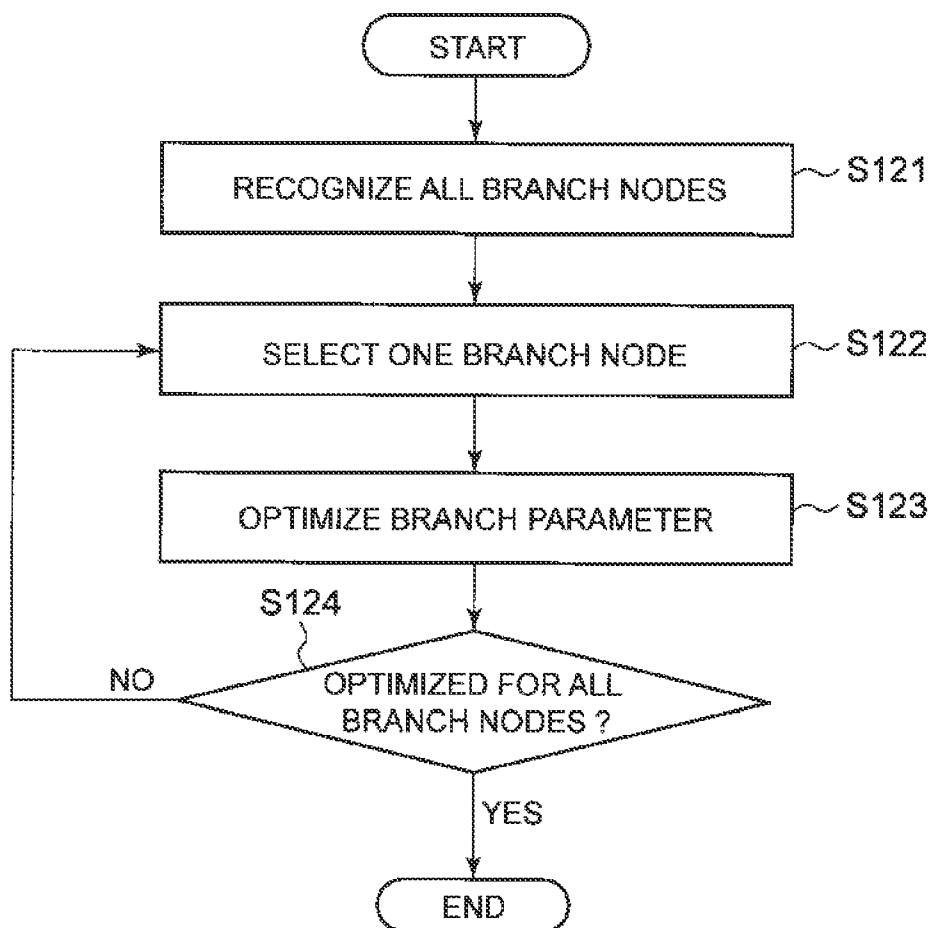 START
RECOGNIZE ALL BRANCH NODES
S121
SELECT ONE BRANCH NODE
S122
OPTIMIZE BRANCH PARAMETER
S123
S124
OPTIMIZED FOR ALL
BRANCH NODES ?
NO
YES
END